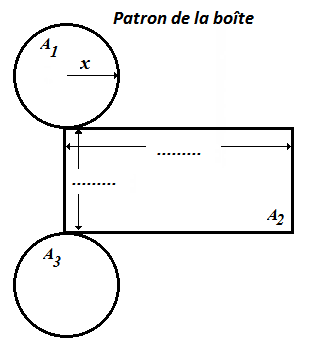 Patron de la boîte
A1
x
.........
.........
A2
A3